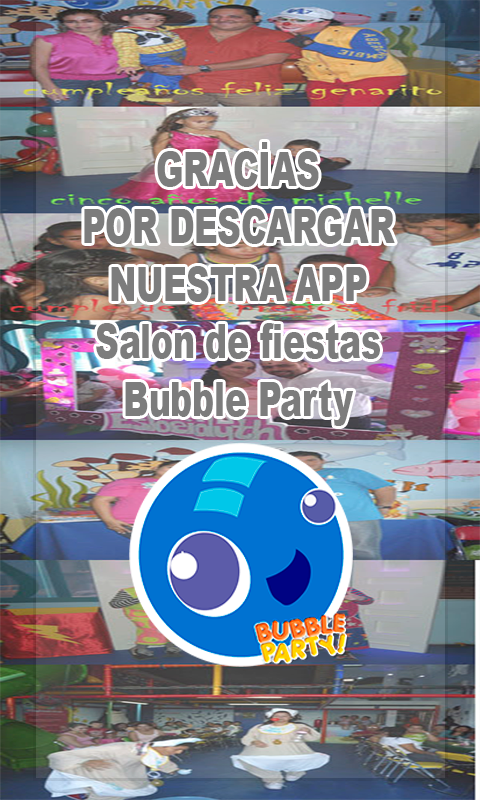 cumpleaños feliz genarito
GRACİAS
cinco años de michelle
POR DESCARGAR
NUESTRA APP
Salon de fiestas
Bubble Party
BUBBLE
PARTY!